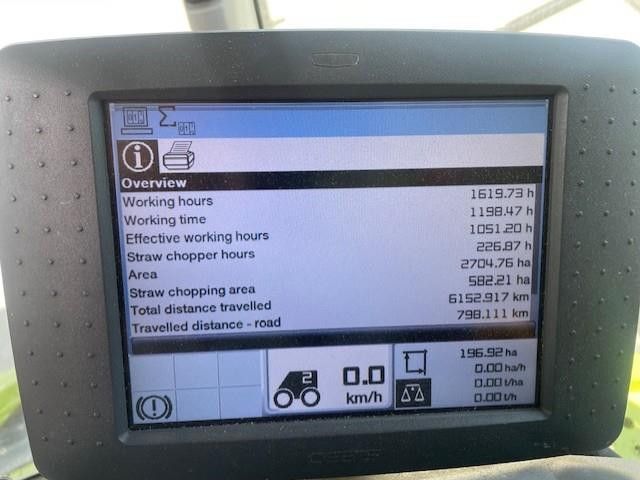 Overview
Working hours 1619.73 h
Working time 1198.47 h
Effective working hours 1051.20 h
Straw chopper hours 226.87 h
Area 2704.76 ha
Straw chopping area 582.21 ha
Total distance travelled 6152.917 km
Travelled distance - road 798.111 km
196.92 ha
2 0.0 0.00 ha/h
km/h 0.00 t/ha
0.00 t/h